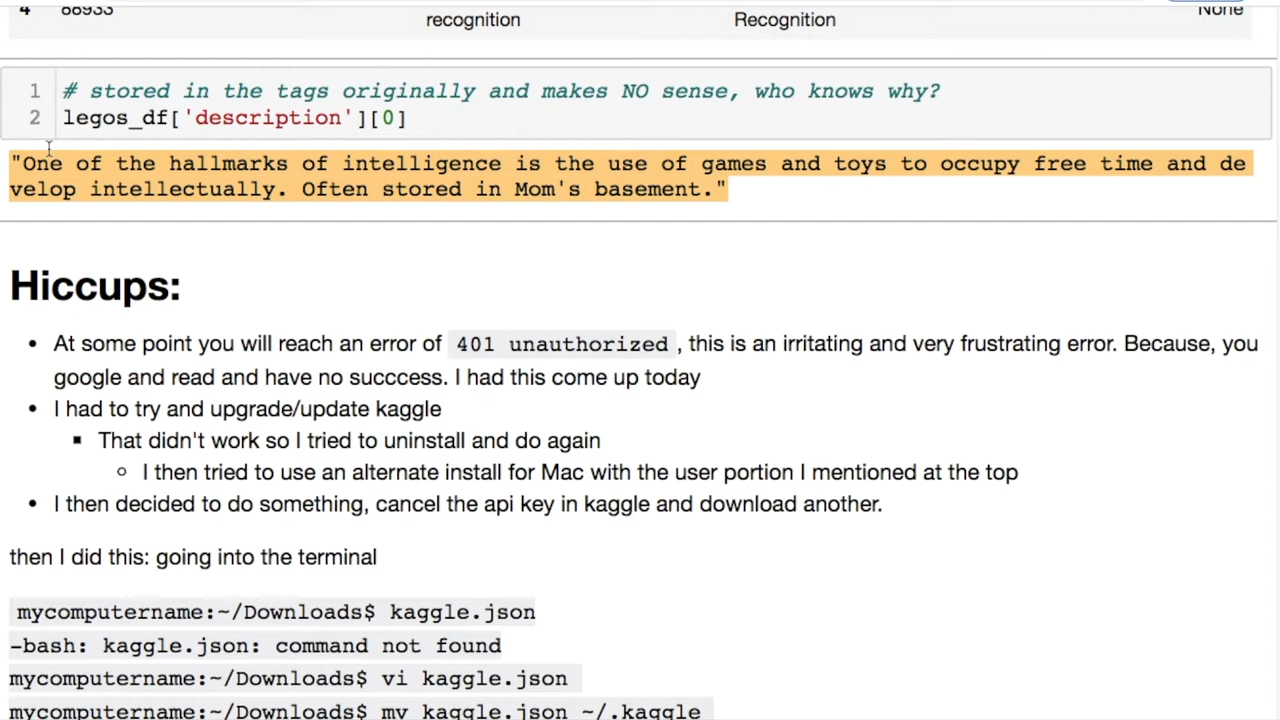 4 88933 recognition Recognition None
1 # stored in the tags originally and makes NO sense, who knows why?
2 legos_df['description'][0]
"One of the hallmarks of intelligence is the use of games and toys to occupy free time and de
velop intellectually. Often stored in Mom's basement."
Hiccups:
• At some point you will reach an error of 401 unauthorized , this is an irritating and very frustrating error. Because, you
google and read and have no succcess. I had this come up today
• I had to try and upgrade/update kaggle
▪ That didn't work so I tried to uninstall and do again
◦ I then tried to use an alternate install for Mac with the user portion I mentioned at the top
• I then decided to do something, cancel the api key in kaggle and download another.
then I did this: going into the terminal
mycomputername:~/Downloads$ kaggle.json
-bash: kaggle.json: command not found
mycomputername:~/Downloads$ vi kaggle.json
mycomputername:~/Downloads$ mv kaggle.json ~/.kaggle